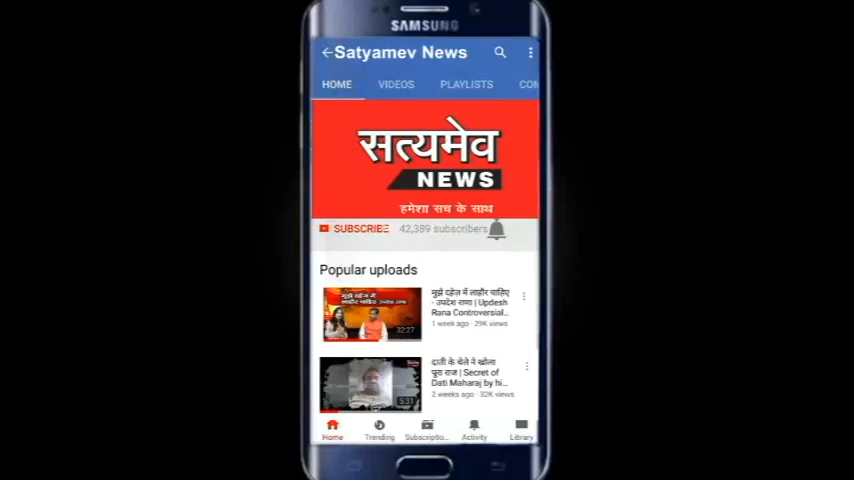 SAMSUNG
Satyamev News
HOME VIDEOS PLAYLISTS CON
सत्यमेव
NEWS
हमेशा सच के साथ
SUBSCRIBE 42,389 subscribers
Popular uploads
मुझे दहेज़ में
लाहौर चाहिए
32:27
मुझे दहेज़ में लाहौर चाहिए
- उपदेश राणा | Updesh
Rana Controversial...
1 week ago · 29K views
5:31
दाती के चेले ने खोला
पूरा राज | Secret of
Dati Maharaj by hi...
2 weeks ago · 32K views
Home Trending Subscriptio... Activity Library